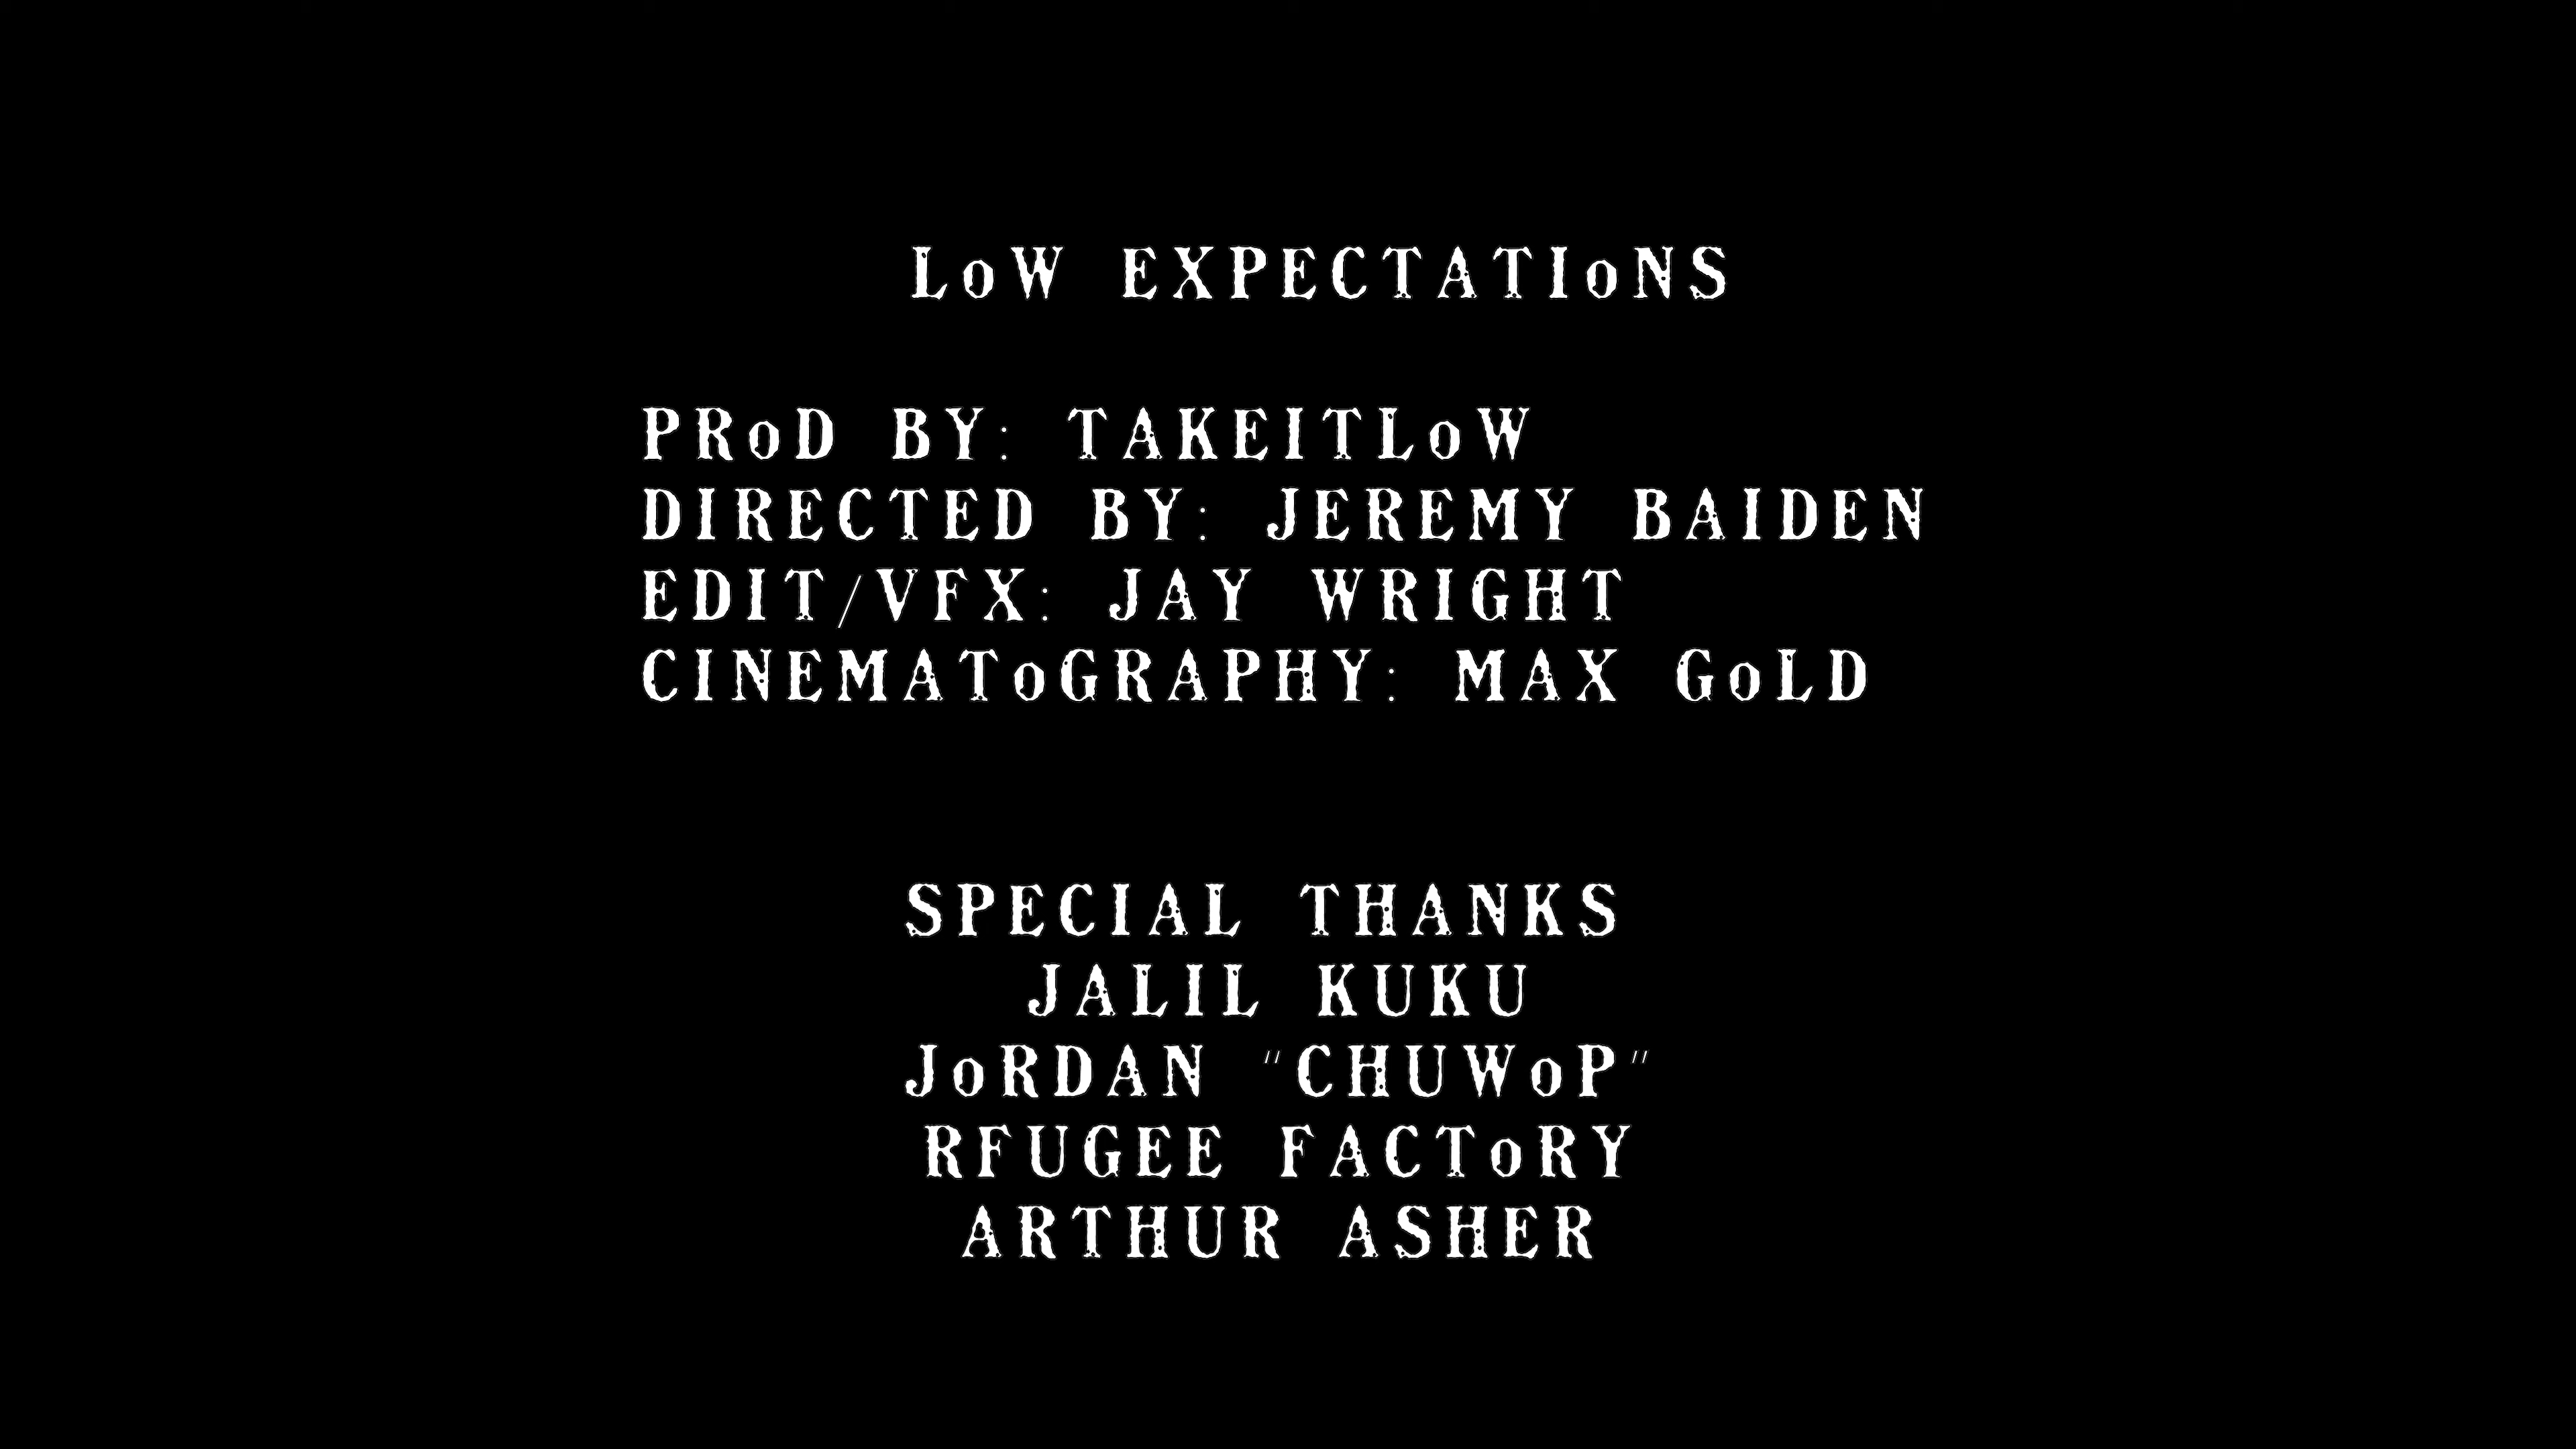 LoW EXPECTATIoNS
PRoD BY: TAKEITLoW
DIRECTED BY: JEREMY BAIDEN
EDIT/VFX: JAY WRIGHT
CINEMAToGRAPHY: MAX GoLD
SPECIAL THANKS
JALIL KUKU
JoRDAN "CHUWoP"
RFUGEE FACToRY
ARTHUR ASHER